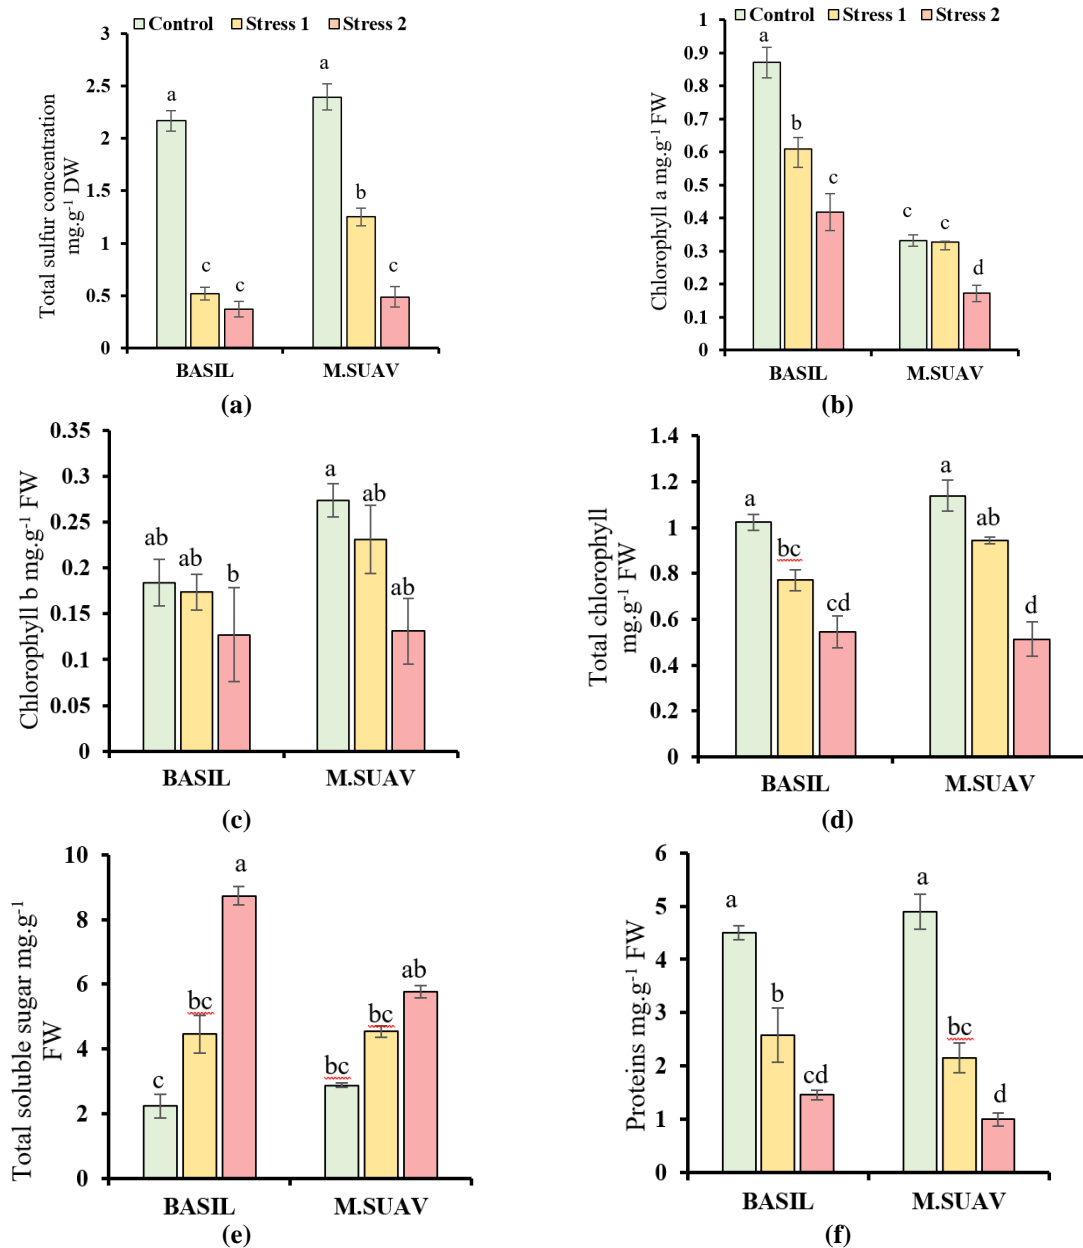 Control Stress 1 Stress 2
Total sulfur concentration
mg.g-1 DW
3
2.5
2
1.5
1
0.5
0
a
c
c
a
b
c
BASIL M.SUAV
(a)
Control Stress 1 Stress 2
Chlorophyll a mg.g-1 FW
1
0.9
0.8
0.7
0.6
0.5
0.4
0.3
0.2
0.1
0
a
b
c
c
c
d
BASIL M.SUAV
(b)
Chlorophyll b mg.g-1 FW
0.35
0.3
0.25
0.2
0.15
0.1
0.05
0
ab
ab
b
a
ab
ab
BASIL M.SUAV
(c)
Total chlorophyll
mg.g-1 FW
1.4
1.2
1
0.8
0.6
0.4
0.2
0
a
bc
cd
a
ab
d
BASIL M.SUAV
(d)
Total soluble sugar mg.g-1
FW
10
8
6
4
2
0
c
bc
a
bc
bc
ab
BASIL M.SUAV
(e)
Proteins mg.g-1 FW
6
5
4
3
2
1
0
a
b
cd
a
bc
d
BASIL M.SUAV
(f)